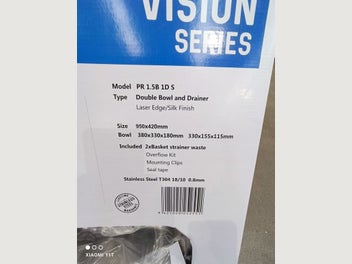 VISION
SERIES
Model PR 1.5B 1D S
Type Double Bowl and Drainer
Laser Edge/Silk Finish
Size 950x420mm
Bowl 380x330x180mm 330x155x115mm
Included 2xBasket strainer waste
Overflow Kit
Mounting Clips
Seal tape
Stainless Steel T304 18/10 0.8mm
XIAOMI 11T